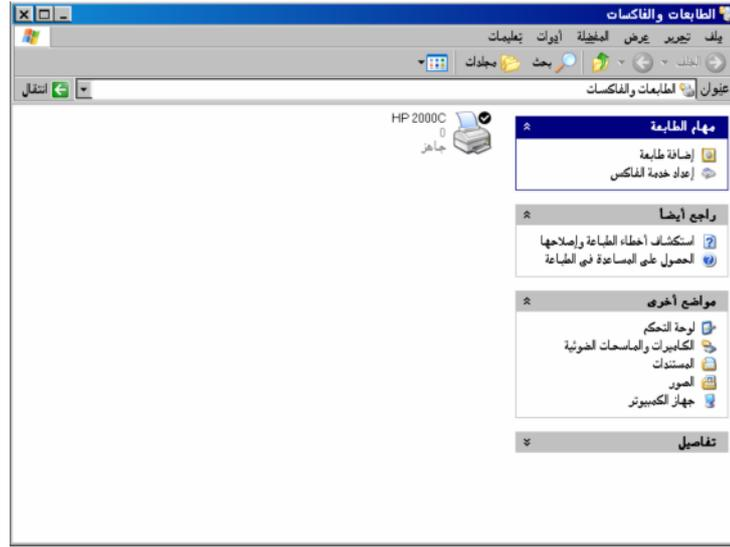 الطابعات والفاكسات
ملف تحرير عرض المفضلة أدوات تعليمات
الخلف بحث مجلدات
عنوان الطابعات والفاكسات انتقال
مهام الطابعة
إضافة طابعة
إعداد خدمة الفاكس
راجع أيضاً
استكشاف أخطاء الطباعة وإصلاحها
الحصول على المساعدة في الطباعة
مواضع أخرى
لوحة التحكم
الكاميرات والماسحات الضوئية
المستندات
الصور
جهاز الكمبيوتر
تفاصيل
HP 2000C
0
جاهز